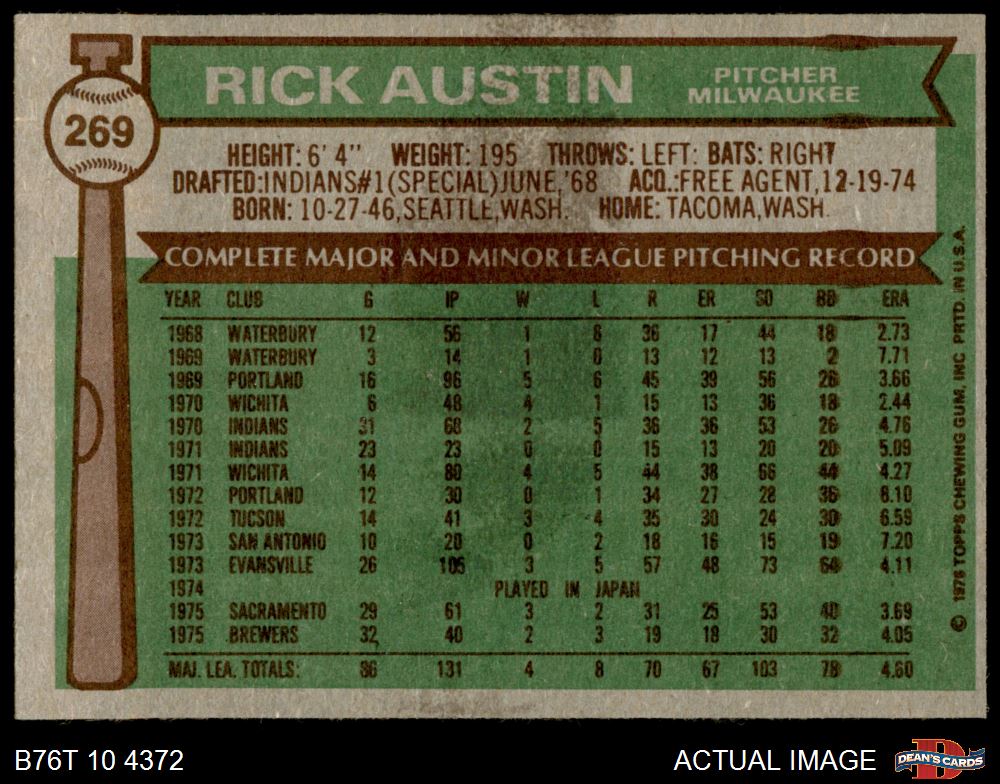 269
RICK AUSTIN
PITCHER
MILWAUKEE
HEIGHT: 6' 4" WEIGHT: 195 THROWS: LEFT: BATS: RIGHT
DRAFTED:INDIANS#1(SPECIAL)JUNE,'68 ACQ.:FREE AGENT,12-19-74
BORN: 10-27-46,SEATTLE,WASH. HOME: TACOMA,WASH.
COMPLETE MAJOR AND MINOR LEAGUE PITCHING RECORD
YEAR CLUB G IP W L R ER SO BB ERA
1968 WATERBURY 12 56 1 6 36 17 44 18 2.73
1969 WATERBURY 3 14 1 0 13 12 13 2 7.71
1969 PORTLAND 16 96 5 6 45 39 56 26 3.66
1970 WICHITA 6 48 4 1 15 13 36 18 2.44
1970 INDIANS 31 68 2 5 36 36 53 26 4.76
1971 INDIANS 23 23 0 0 15 13 20 20 5.09
1971 WICHITA 14 80 4 5 44 38 66 44 4.27
1972 PORTLAND 12 30 0 1 34 27 28 36 8.10
1972 TUCSON 14 41 3 4 35 30 24 30 6.59
1973 SAN ANTONIO 10 20 0 2 18 16 15 19 7.20
1973 EVANSVILLE 26 105 3 5 57 48 73 64 4.11
1974 PLAYED IN JAPAN
1975 SACRAMENTO 29 61 3 2 31 25 53 40 3.69
1975 BREWERS 32 40 2 3 19 18 30 32 4.05
MAJ. LEA. TOTALS: 86 131 4 8 70 67 103 78 4.60
© 1976 TOPPS CHEWING GUM, INC PRTD. IN U.S.A.
B76T 10 4372
ACTUAL IMAGE
DEAN'S CARDS